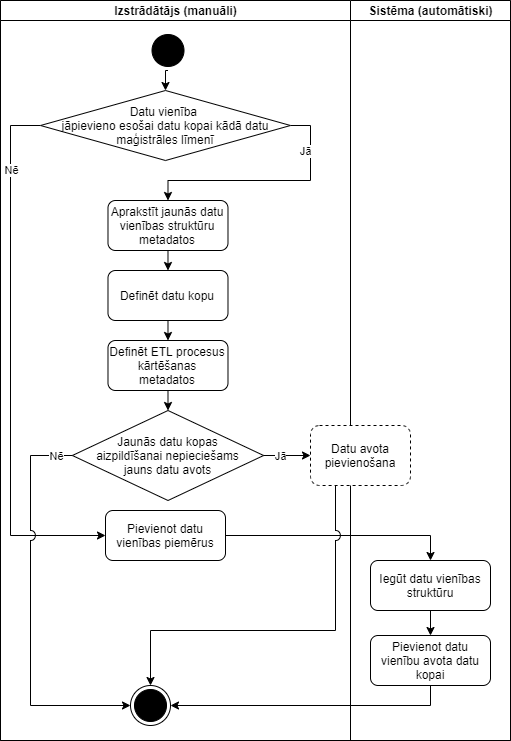 Izstrādātājs (manuāli)
Sistēma (automātiski)
Datu vienība
jāpievieno esošai datu kopai kādā datu
maģistrāles līmenī
Jā
Nē
Aprakstīt jaunās datu
vienības struktūru
metadatos
Definēt datu kopu
Definēt ETL procesus
kārtēšanas
metadatos
Jaunās datu kopas
aizpildīšanai nepieciešams
jauns datu avots
Nē
Jā
Datu avota
pievienošana
Pievienot datu
vienības piemērus
Iegūt datu vienības
struktūru
Pievienot datu
vienību avota datu
kopai